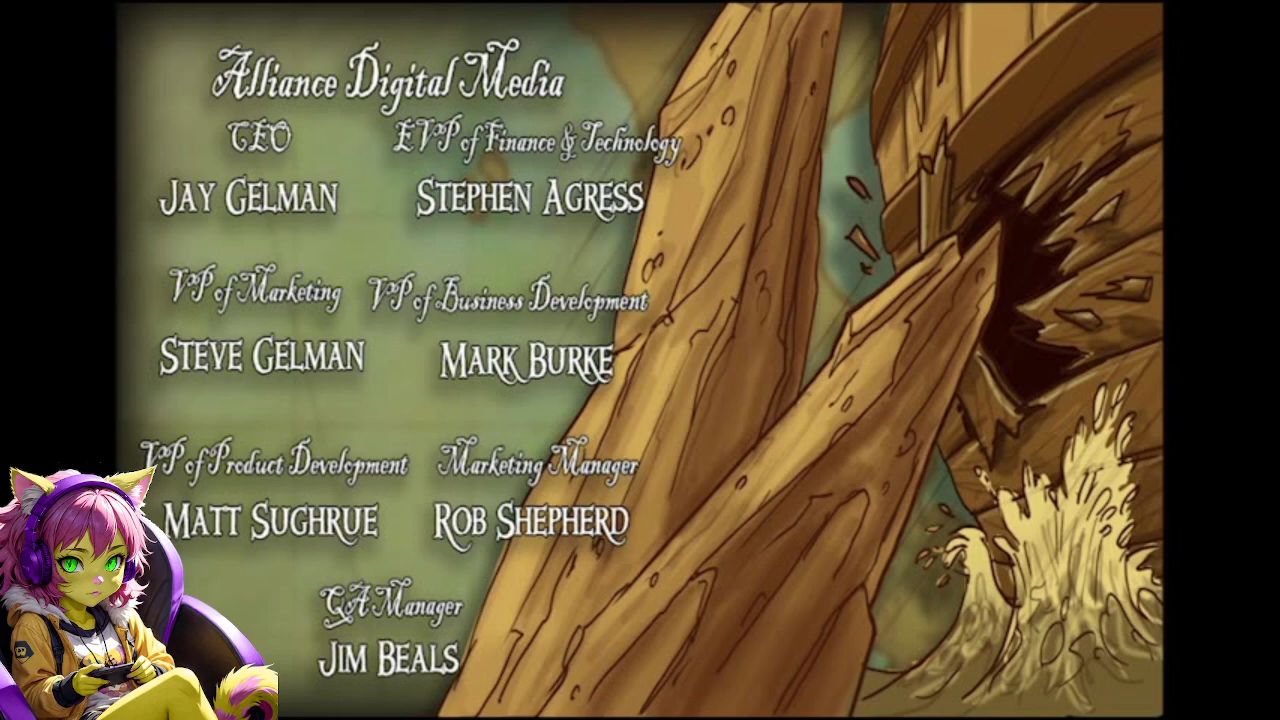 Alliance Digital Media
CEO EVP of Finance & Technology
JAY GELMAN STEPHEN AGRESS
VP of Marketing VP of Business Development
STEVE GELMAN MARK BURKE
VP of Product Development Marketing Manager
MATT SUGHRUE ROB SHEPHERD
QA Manager
JIM BEALS